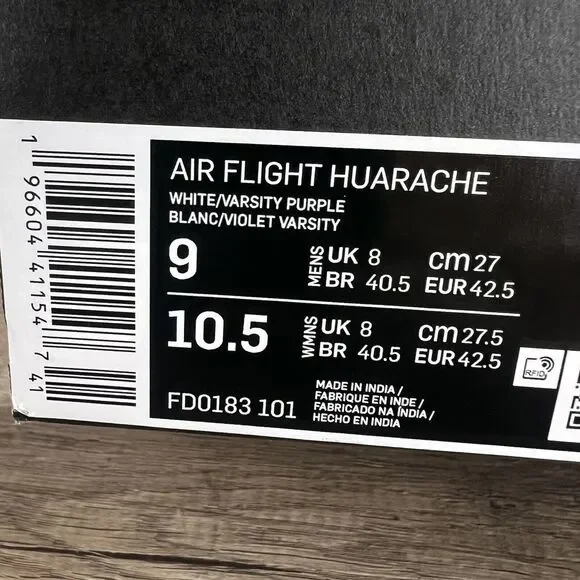 AIR FLIGHT HUARACHE
WHITE/VARSITY PURPLE
BLANC/VIOLET VARSITY
9 MENS UK 8 cm 27
BR 40.5 EUR 42.5
10.5 WMNS UK 8 cm 27.5
BR 40.5 EUR 42.5
RFID
FD0183 101
MADE IN INDIA /
FABRIQUE EN INDE /
FABRICADO NA ÍNDIA /
HECHO EN INDIA
1 96604 41154 7 41